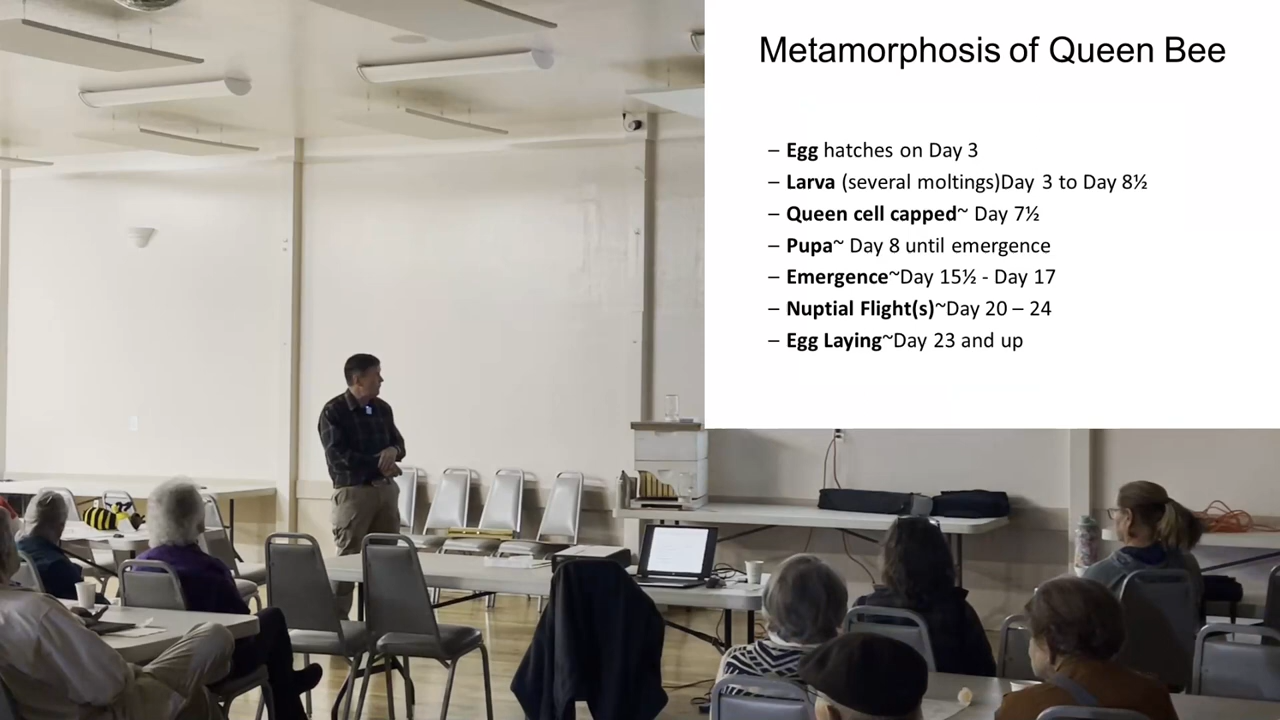 Metamorphosis of Queen Bee
– Egg hatches on Day 3
– Larva (several moltings)Day 3 to Day 8½
– Queen cell capped~ Day 7½
– Pupa~ Day 8 until emergence
– Emergence~Day 15½ - Day 17
– Nuptial Flight(s)~Day 20 – 24
– Egg Laying~Day 23 and up